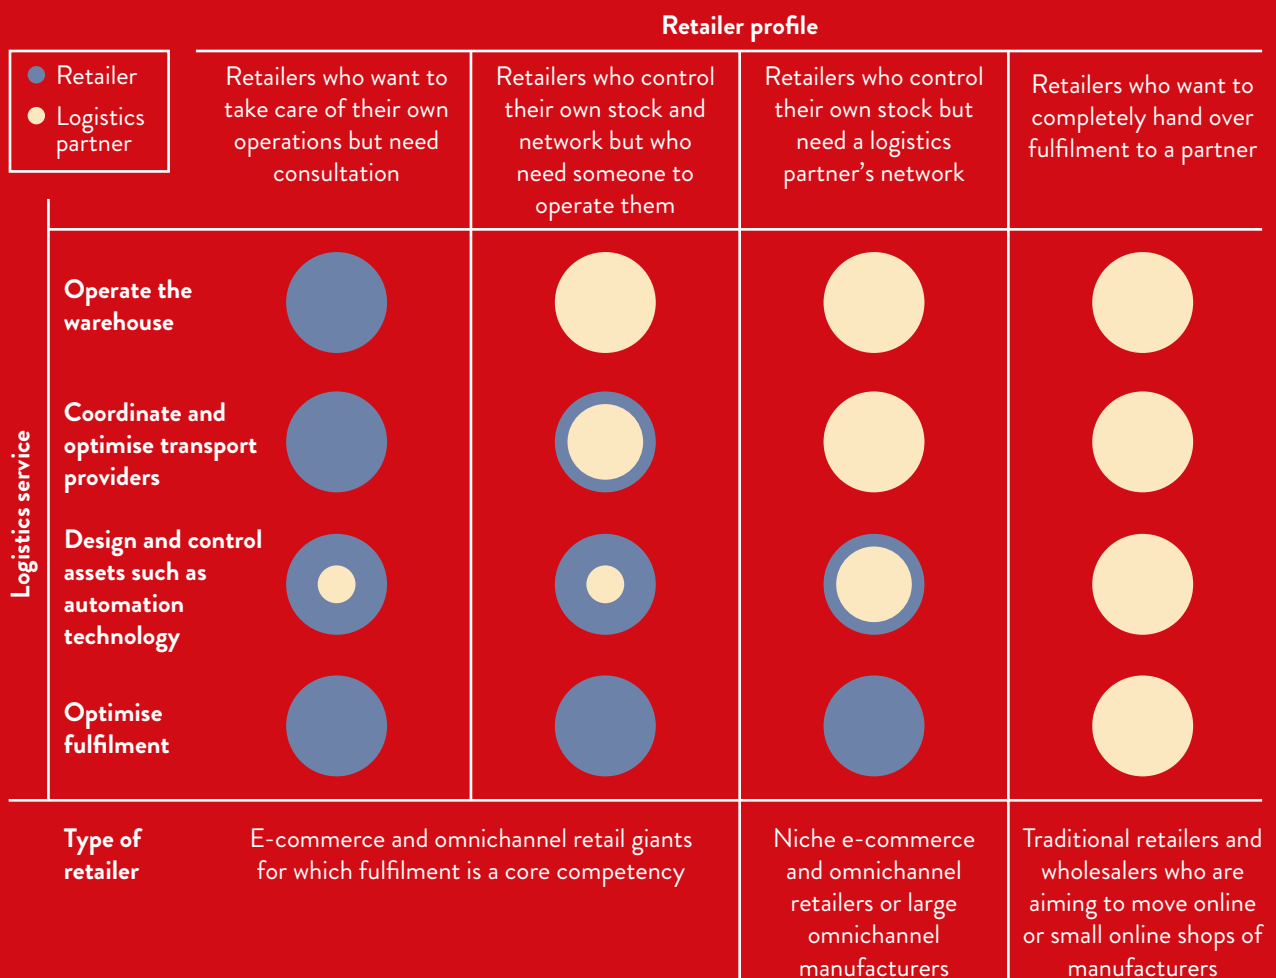 Retailer profile
Retailer
Logistics
partner
Retailers who want to
take care of their own
operations but need
consultation
Retailers who control
their own stock and
network but who
need someone to
operate them
Retailers who control
their own stock but
need a logistics
partner’s network
Retailers who want to
completely hand over
fulfilment to a partner
Logistics service
Operate the
warehouse
Coordinate and
optimise transport
providers
Design and control
assets such as
automation
technology
Optimise
fulfilment
Type of
retailer
E-commerce and omnichannel retail giants
for which fulfilment is a core competency
Niche e-commerce
and omnichannel
retailers or large
omnichannel
manufacturers
Traditional retailers and
wholesalers who are
aiming to move online
or small online shops of
manufacturers